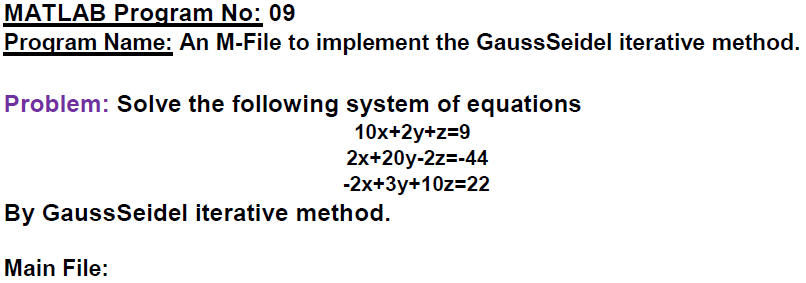 MATLAB Program No: 09
Program Name: An M-File to implement the GaussSeidel iterative method.
Problem: Solve the following system of equations
10x+2y+z=9
2x+20y-2z=-44
-2x+3y+10z=22
By GaussSeidel iterative method.
Main File: